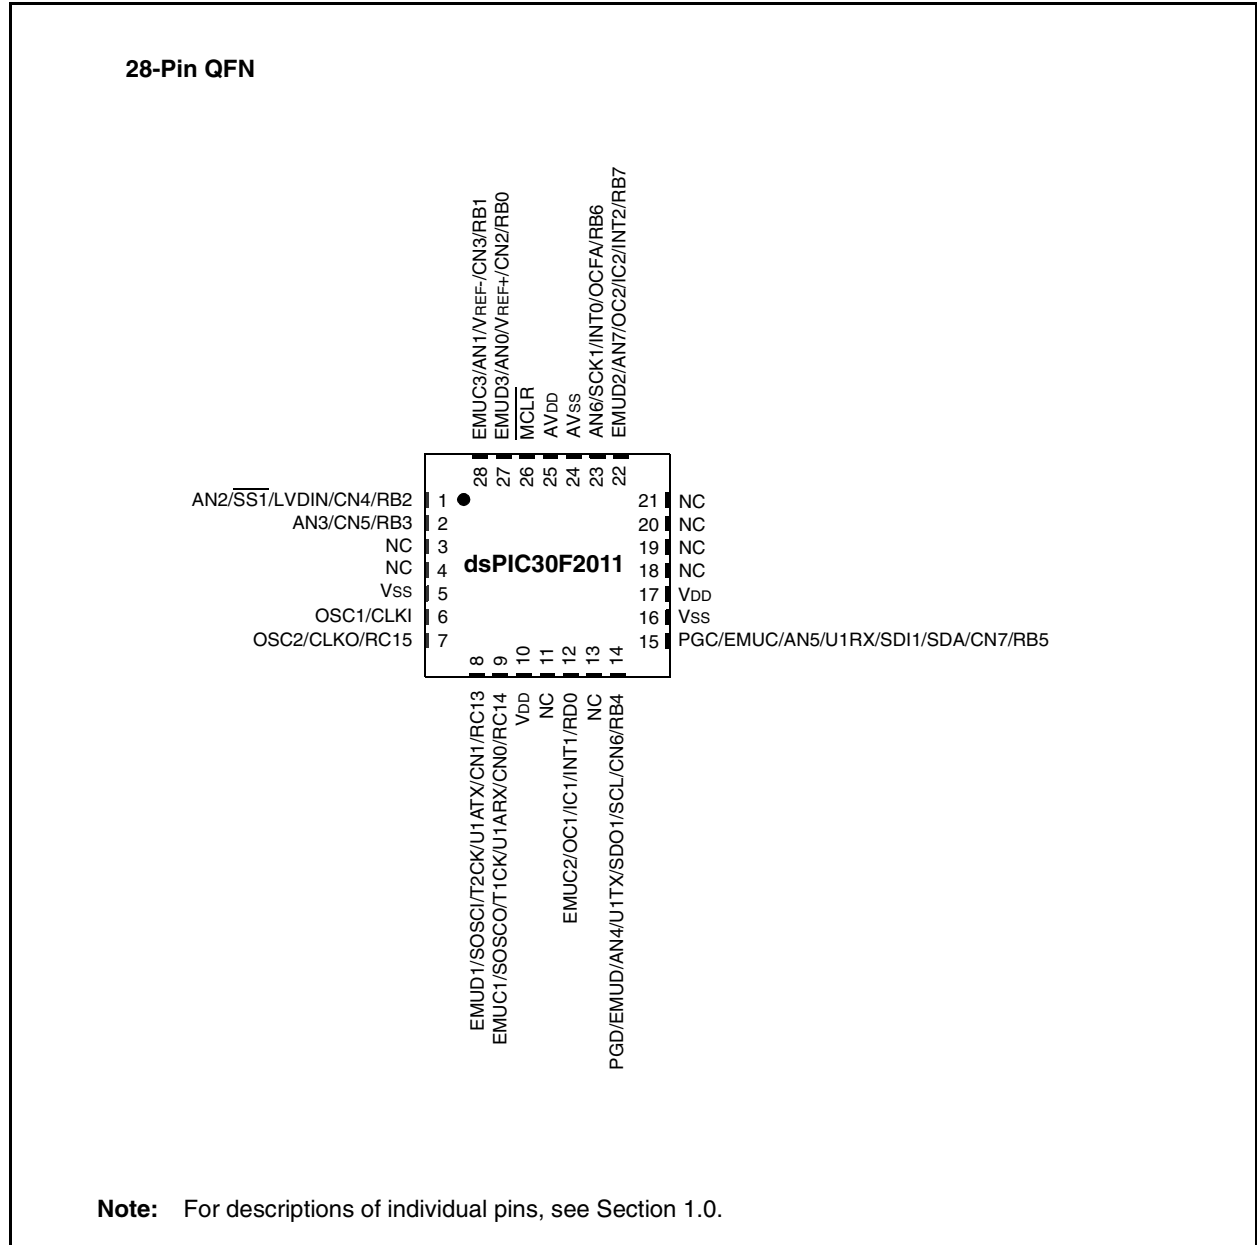 28-Pin QFN
EMUC3/AN1/VREF-/CN3/RB1
EMUD3/AN0/VREF+/CN2/RB0
MCLR
AVDD
AVSS
AN6/SCK1/INT0/OCFA/RB6
EMUD2/AN7/OC2/IC2/INT2/RB7
28 27 26 25 24 23 22
AN2/SS1/LVDIN/CN4/RB2 1
AN3/CN5/RB3 2
NC 3
NC 4
VSS 5
OSC1/CLKI 6
OSC2/CLKO/RC15 7
dsPIC30F2011
21 NC
20 NC
19 NC
18 NC
17 VDD
16 VSS
15 PGC/EMUC/AN5/U1RX/SDI1/SDA/CN7/RB5
8 9 10 11 12 13 14
EMUD1/SOSCI/T2CK/U1ATX/CN1/RC13
EMUC1/SOSCO/T1CK/U1ARX/CN0/RC14
VDD
NC
EMUC2/OC1/IC1/INT1/RD0
NC
PGD/EMUD/AN4/U1TX/SDO1/SCL/CN6/RB4
Note: For descriptions of individual pins, see Section 1.0.